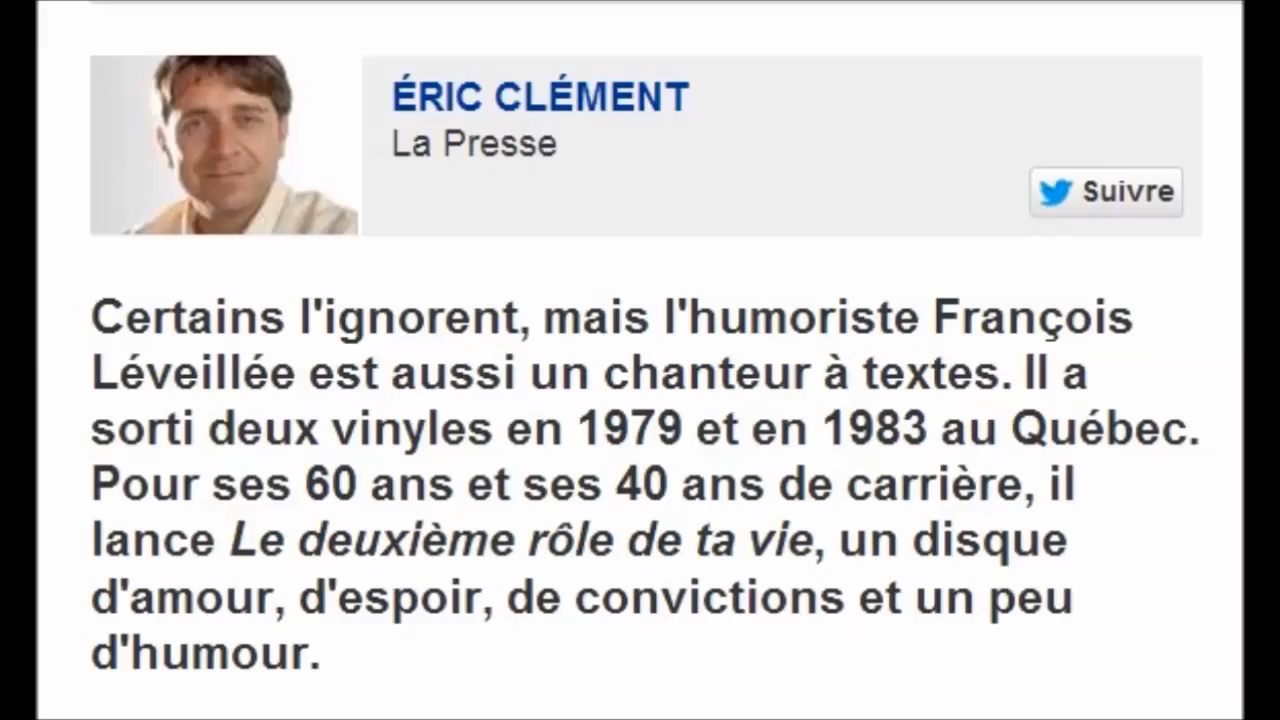 ÉRIC CLÉMENT
La Presse
Suivre
Certains l'ignorent, mais l'humoriste François
Léveillée est aussi un chanteur à textes. Il a
sorti deux vinyles en 1979 et en 1983 au Québec.
Pour ses 60 ans et ses 40 ans de carrière, il
lance Le deuxième rôle de ta vie, un disque
d'amour, d'espoir, de convictions et un peu
d'humour.